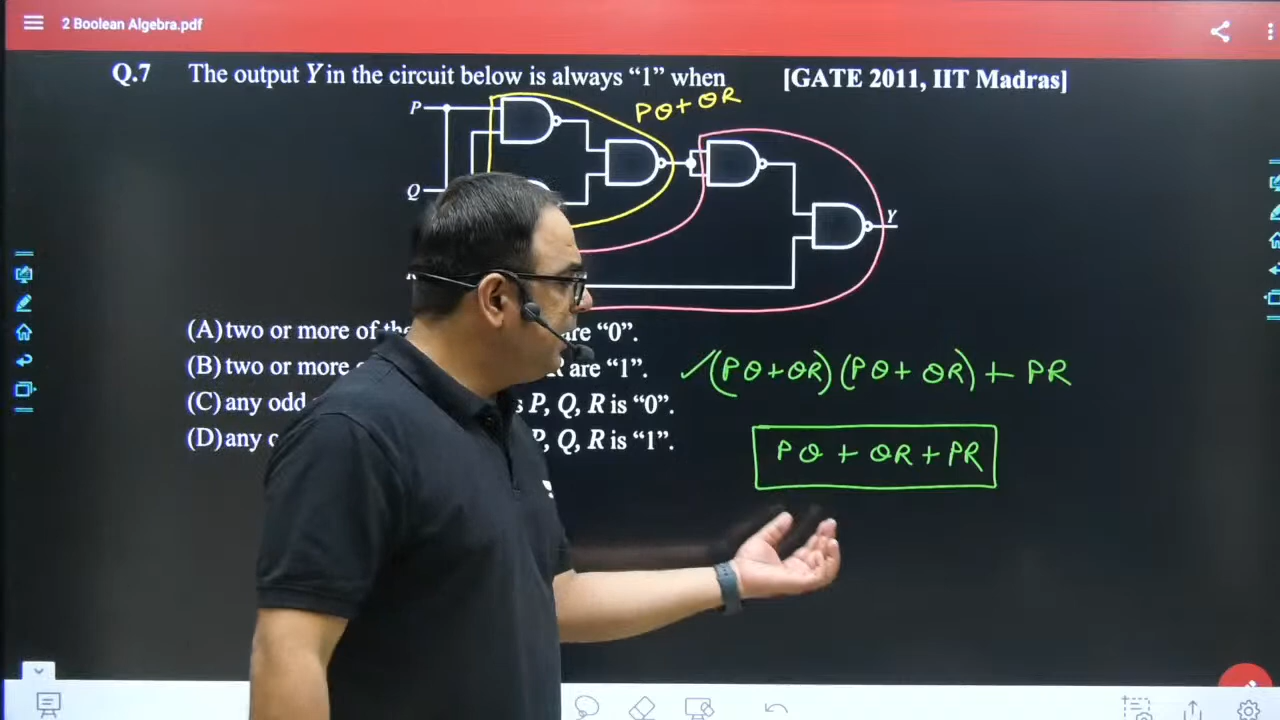 2 Boolean Algebra.pdf
Q.7 The output Y in the circuit below is always “1” when [GATE 2011, IIT Madras]
P
PQ + QR
Q
Y
(A) two or more of the are “0”.
(B) two or more R are “1”.
✓(PQ+QR)(PQ+QR) + PR
(C) any odd P, Q, R is “0”.
(D) any P, Q, R is “1”.
PQ + QR + PR